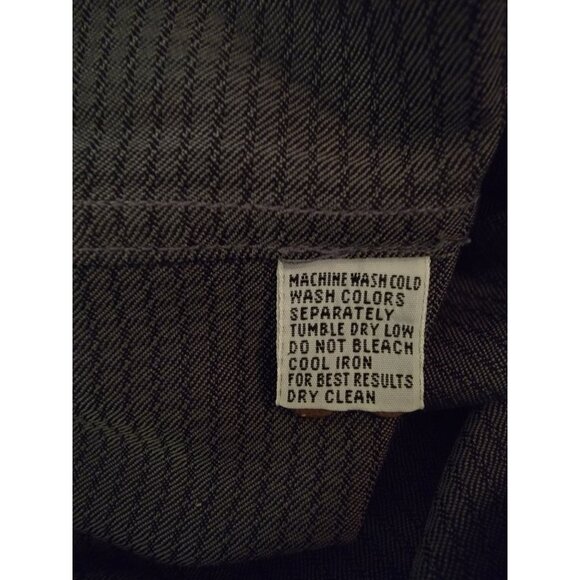 MACHINE WASH COLD
WASH COLORS
SEPARATELY
TUMBLE DRY LOW
DO NOT BLEACH
COOL IRON
FOR BEST RESULTS
DRY CLEAN